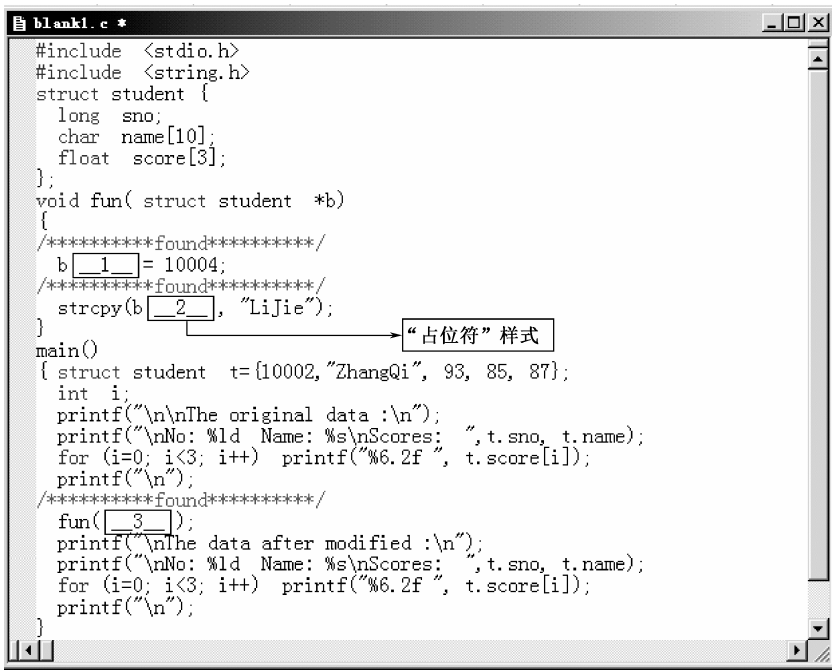 blank1.c *
#include <stdio.h>
#include <string.h>
struct student {
long sno;
char name[10];
float score[3];
};
void fun( struct student *b)
{
/**********found**********/
b__1__= 10004;
/**********found**********/
strcpy(b__2__, "LiJie");
}
“占位符”样式
main()
{ struct student t={10002,"ZhangQi", 93, 85, 87};
int i;
printf("\n\nThe original data :\n");
printf("\nNo: %ld Name: %s\nScores: ",t.sno, t.name);
for (i=0; i<3; i++) printf("%6.2f ", t.score[i]);
printf("\n");
/**********found**********/
fun(__3__);
printf("\nThe data after modified :\n");
printf("\nNo: %ld Name: %s\nScores: ",t.sno, t.name);
for (i=0; i<3; i++) printf("%6.2f ", t.score[i]);
printf("\n");
}